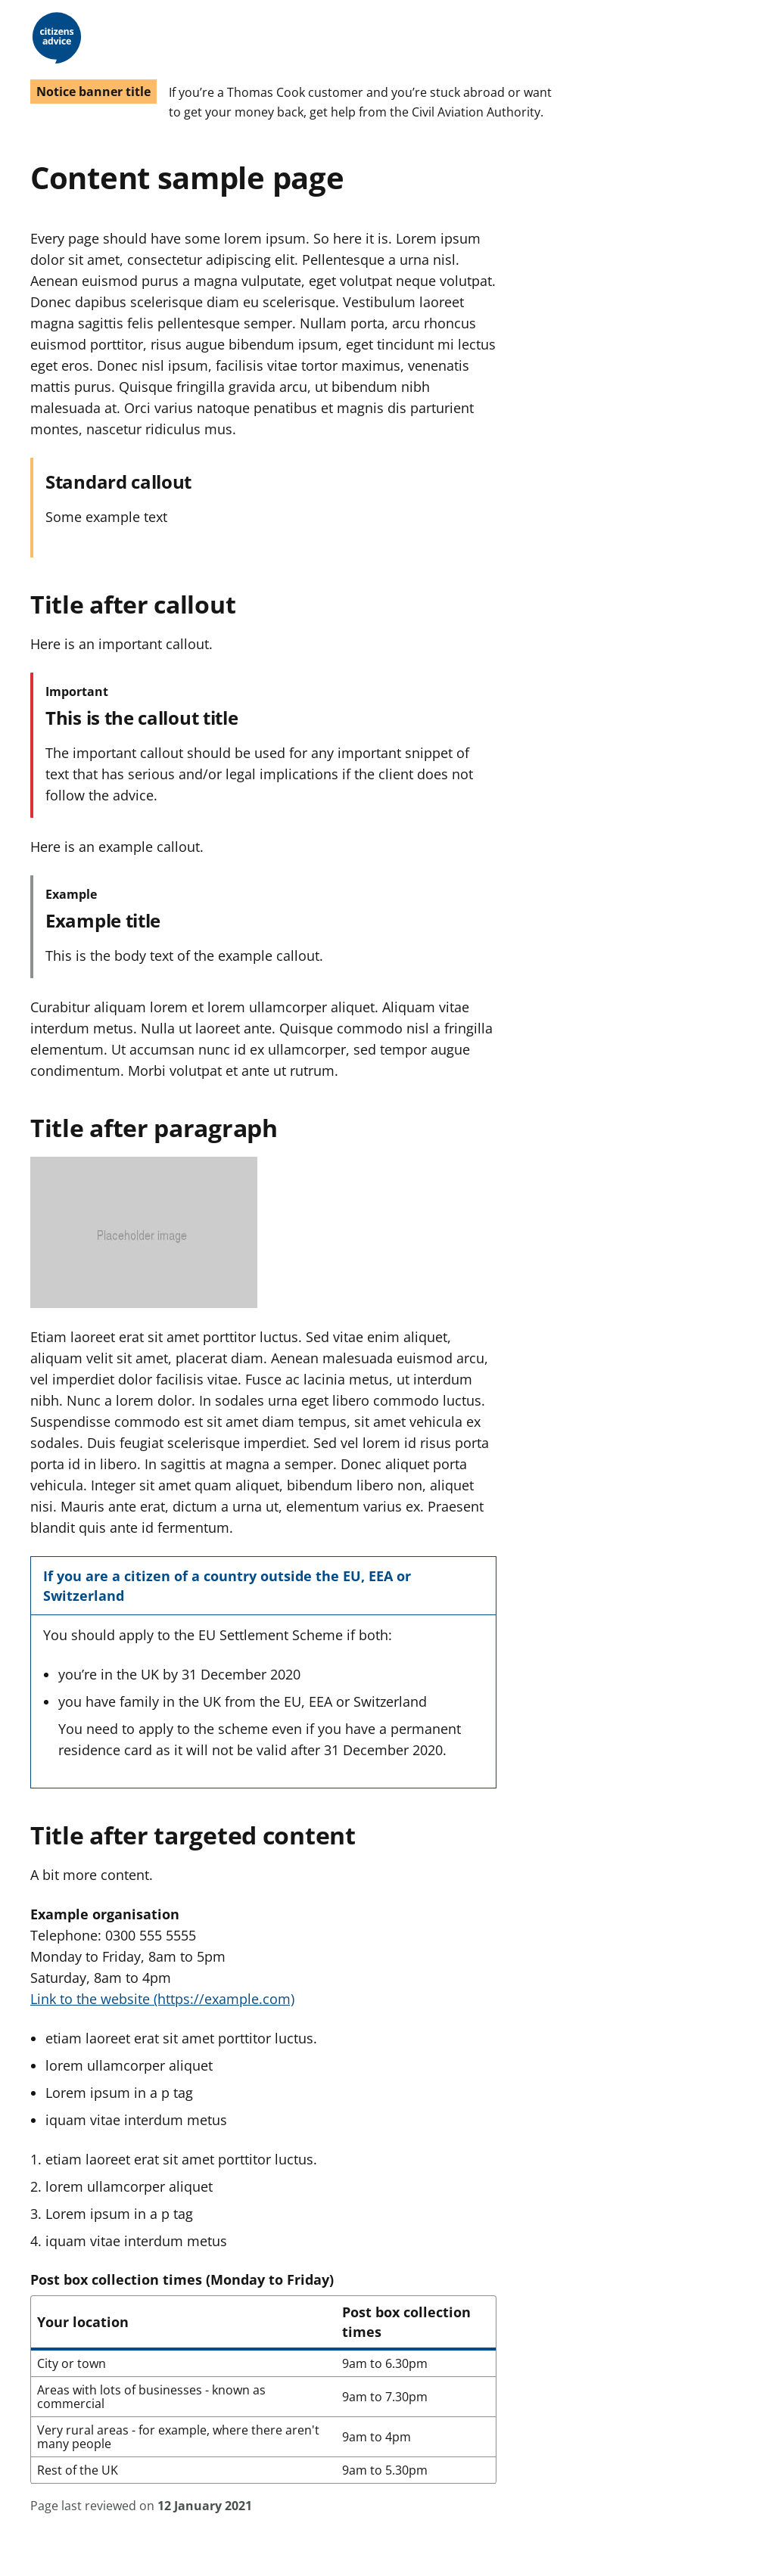 citizens
advice
Notice banner title
If you’re a Thomas Cook customer and you’re stuck abroad or want
to get your money back, get help from the Civil Aviation Authority.
Content sample page
Every page should have some lorem ipsum. So here it is. Lorem ipsum
dolor sit amet, consectetur adipiscing elit. Pellentesque a urna nisl.
Aenean euismod purus a magna vulputate, eget volutpat neque volutpat.
Donec dapibus scelerisque diam eu scelerisque. Vestibulum laoreet
magna sagittis felis pellentesque semper. Nullam porta, arcu rhoncus
euismod porttitor, risus augue bibendum ipsum, eget tincidunt mi lectus
eget eros. Donec nisl ipsum, facilisis vitae tortor maximus, venenatis
mattis purus. Quisque fringilla gravida arcu, ut bibendum nibh
malesuada at. Orci varius natoque penatibus et magnis dis parturient
montes, nascetur ridiculus mus.
Standard callout
Some example text
Title after callout
Here is an important callout.
Important
This is the callout title
The important callout should be used for any important snippet of
text that has serious and/or legal implications if the client does not
follow the advice.
Here is an example callout.
Example
Example title
This is the body text of the example callout.
Curabitur aliquam lorem et lorem ullamcorper aliquet. Aliquam vitae
interdum metus. Nulla ut laoreet ante. Quisque commodo nisl a fringilla
elementum. Ut accumsan nunc id ex ullamcorper, sed tempor augue
condimentum. Morbi volutpat et ante ut rutrum.
Title after paragraph
Placeholder image
Etiam laoreet erat sit amet porttitor luctus. Sed vitae enim aliquet,
aliquam velit sit amet, placerat diam. Aenean malesuada euismod arcu,
vel imperdiet dolor facilisis vitae. Fusce ac lacinia metus, ut interdum
nibh. Nunc a lorem dolor. In sodales urna eget libero commodo luctus.
Suspendisse commodo est sit amet diam tempus, sit amet vehicula ex
sodales. Duis feugiat scelerisque imperdiet. Sed vel lorem id risus porta
porta id in libero. In sagittis at magna a semper. Donec aliquet porta
vehicula. Integer sit amet quam aliquet, bibendum libero non, aliquet
nisi. Mauris ante erat, dictum a urna ut, elementum varius ex. Praesent
blandit quis ante id fermentum.
If you are a citizen of a country outside the EU, EEA or
Switzerland
You should apply to the EU Settlement Scheme if both:
• you’re in the UK by 31 December 2020
• you have family in the UK from the EU, EEA or Switzerland
You need to apply to the scheme even if you have a permanent
residence card as it will not be valid after 31 December 2020.
Title after targeted content
A bit more content.
Example organisation
Telephone: 0300 555 5555
Monday to Friday, 8am to 5pm
Saturday, 8am to 4pm
Link to the website (https://example.com)
• etiam laoreet erat sit amet porttitor luctus.
• lorem ullamcorper aliquet
• Lorem ipsum in a p tag
• iquam vitae interdum metus
1. etiam laoreet erat sit amet porttitor luctus.
2. lorem ullamcorper aliquet
3. Lorem ipsum in a p tag
4. iquam vitae interdum metus
Post box collection times (Monday to Friday)
Your location
Post box collection
times
City or town
9am to 6.30pm
Areas with lots of businesses - known as
commercial
9am to 7.30pm
Very rural areas - for example, where there aren't
many people
9am to 4pm
Rest of the UK
9am to 5.30pm
Page last reviewed on 12 January 2021